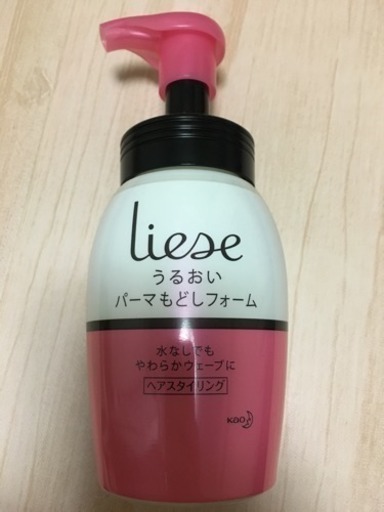 liese
うるおい
パーマもどしフォーム
水なしでも
やわらかウェーブに
ヘアスタイリング
Kao